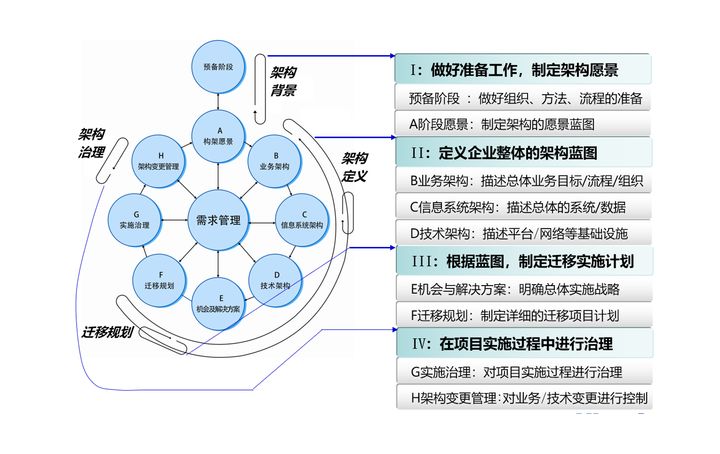 预备阶段
架构
背景
A
构架愿景
架构
治理
H
架构变更管理
B
业务架构
架构
定义
G
实施治理
需求管理
C
信息系统架构
F
迁移规划
D
技术架构
E
机会及解决方案
迁移规划
I：做好准备工作，制定架构愿景
预备阶段 ：做好组织、方法、流程的准备
A阶段愿景：制定架构的愿景蓝图
II：定义企业整体的架构蓝图
B业务架构：描述总体业务目标/流程/组织
C信息系统架构：描述总体的系统/数据
D技术架构：描述平台/网络等基础设施
III：根据蓝图，制定迁移实施计划
E机会与解决方案：明确总体实施战略
F迁移规划：制定详细的迁移项目计划
IV：在项目实施过程中进行治理
G实施治理：对项目实施过程进行治理
H架构变更管理：对业务/技术变更进行控制